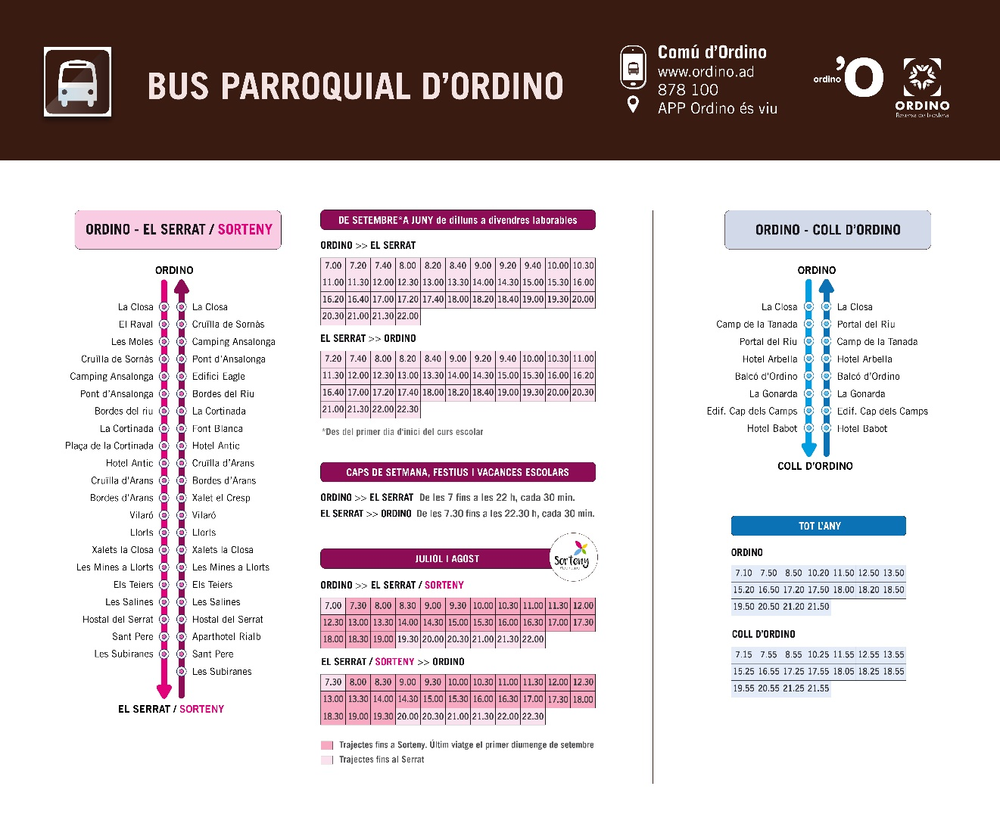 BUS PARROQUIAL D'ORDINO
Comú d'Ordino
www.ordino.ad
878 100
APP Ordino és viu
ordino 'O
ORDINO
Reserva de biosfera
ORDINO - EL SERRAT / SORTENY
ORDINO
La Closa
El Raval
Les Moles
Cruïlla de Sornàs
Camping Ansalonga
Pont d'Ansalonga
Bordes del riu
La Cortinada
Plaça de la Cortinada
Hotel Antic
Cruïlla d'Arans
Bordes d'Arans
Vilaró
Llorts
Xalets la Closa
Les Mines a Llorts
Els Teiers
Les Salines
Hostal del Serrat
Sant Pere
Les Subiranes
La Closa
Cruïlla de Sornàs
Camping Ansalonga
Pont d'Ansalonga
Edifici Eagle
Bordes del Riu
La Cortinada
Font Blanca
Hotel Antic
Cruïlla d'Arans
Bordes d'Arans
Xalet el Cresp
Vilaró
Llorts
Xalets la Closa
Les Mines a Llorts
Els Teiers
Les Salines
Hostal del Serrat
Aparthotel Rialb
Sant Pere
Les Subiranes
EL SERRAT / SORTENY
DE SETEMBRE*A JUNY de dilluns a divendres laborables
ORDINO >> EL SERRAT
7.00 7.20 7.40 8.00 8.20 8.40 9.00 9.20 9.40 10.00 10.30
11.00 11.30 12.00 12.30 13.00 13.30 14.00 14.30 15.00 15.30 16.00
16.20 16.40 17.00 17.20 17.40 18.00 18.20 18.40 19.00 19.30 20.00
20.30 21.00 21.30 22.00
EL SERRAT >> ORDINO
7.20 7.40 8.00 8.20 8.40 9.00 9.20 9.40 10.00 10.30 11.00
11.30 12.00 12.30 13.00 13.30 14.00 14.30 15.00 15.30 16.00 16.20
16.40 17.00 17.20 17.40 18.00 18.20 18.40 19.00 19.30 20.00 20.30
21.00 21.30 22.00 22.30
*Des del primer dia d'inici del curs escolar
CAPS DE SETMANA, FESTIUS I VACANCES ESCOLARS
ORDINO >> EL SERRAT De les 7 fins a les 22 h, cada 30 min.
EL SERRAT >> ORDINO De les 7.30 fins a les 22.30 h, cada 30 min.
JULIOL I AGOST
Sorteny
ORDINO >> EL SERRAT / SORTENY
7.00 7.30 8.00 8.30 9.00 9.30 10.00 10.30 11.00 11.30 12.00
12.30 13.00 13.30 14.00 14.30 15.00 15.30 16.00 16.30 17.00 17.30
18.00 18.30 19.00 19.30 20.00 20.30 21.00 21.30 22.00
EL SERRAT / SORTENY >> ORDINO
7.30 8.00 8.30 9.00 9.30 10.00 10.30 11.00 11.30 12.00 12.30
13.00 13.30 14.00 14.30 15.00 15.30 16.00 16.30 17.00 17.30 18.00
18.30 19.00 19.30 20.00 20.30 21.00 21.30 22.00 22.30
Trajectes fins a Sorteny. Últim viatge el primer diumenge de setembre
Trajectes fins al Serrat
ORDINO - COLL D'ORDINO
ORDINO
La Closa
Camp de la Tanada
Portal del Riu
Hotel Arbella
Balcó d'Ordino
La Gonarda
Edif. Cap dels Camps
Hotel Babot
La Closa
Portal del Riu
Camp de la Tanada
Hotel Arbella
Balcó d'Ordino
La Gonarda
Edif. Cap dels Camps
Hotel Babot
COLL D'ORDINO
TOT L'ANY
ORDINO
7.10 7.50 8.50 10.20 11.50 12.50 13.50
15.20 16.50 17.20 17.50 18.00 18.20 18.50
19.50 20.50 21.20 21.50
COLL D'ORDINO
7.15 7.55 8.55 10.25 11.55 12.55 13.55
15.25 16.55 17.25 17.55 18.05 18.25 18.55
19.55 20.55 21.25 21.55